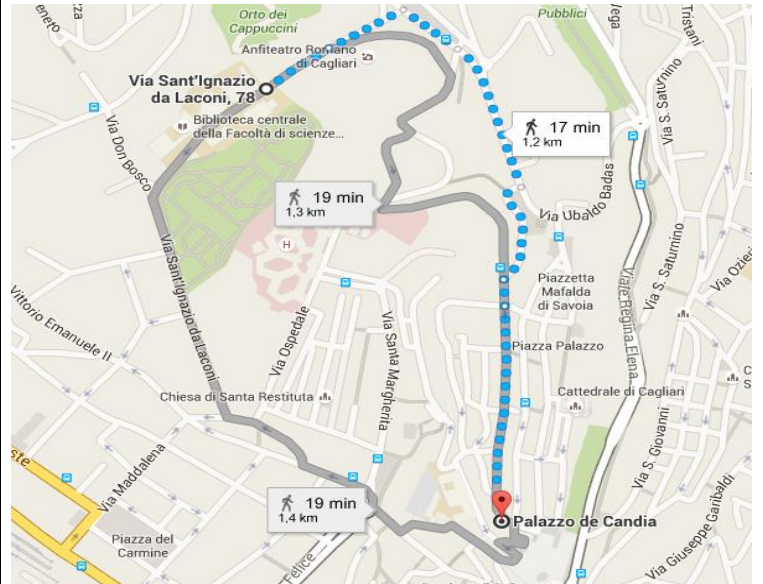 Orto dei
Cappuccini
Pubblici
Anfiteatro Romano
di Cagliari
Via Sant'Ignazio
da Laconi, 78
Biblioteca centrale
della Facoltà di scienze...
Via Don Bosco
17 min
1,2 km
Tristani
Via S. Saturnino
19 min
1,3 km
Via Ubaldo Badas
H
Via Sant'Ignazio da Laconi
Viale Regina Elena
Via S. Saturnino
Via Ozieri
Piazzetta
Mafalda
di Savoia
Vittorio Emanuele II
Via Ospedale
Via Santa Margherita
Piazza Palazzo
Chiesa di Santa Restituta
Cattedrale di Cagliari
Via S. Giovanni
Via Maddalena
19 min
1,4 km
Palazzo de Candia
Piazza del
Carmine
Felice
Via Giuseppe Garibaldi